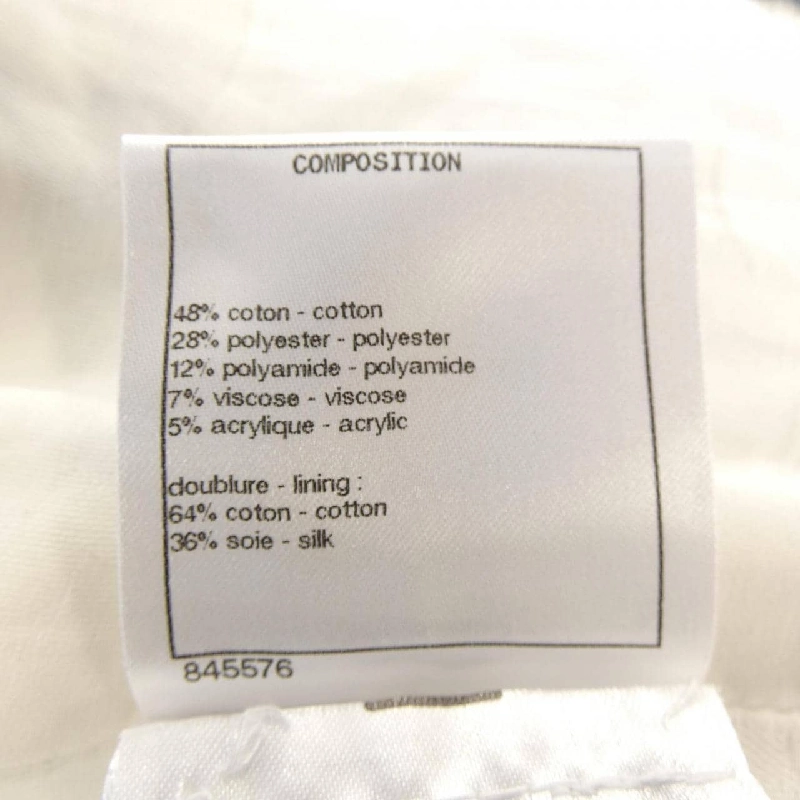 COMPOSITION
48% coton - cotton
28% polyester - polyester
12% polyamide - polyamide
7% viscose - viscose
5% acrylique - acrylic
doublure - lining :
64% coton - cotton
36% soie - silk
845576